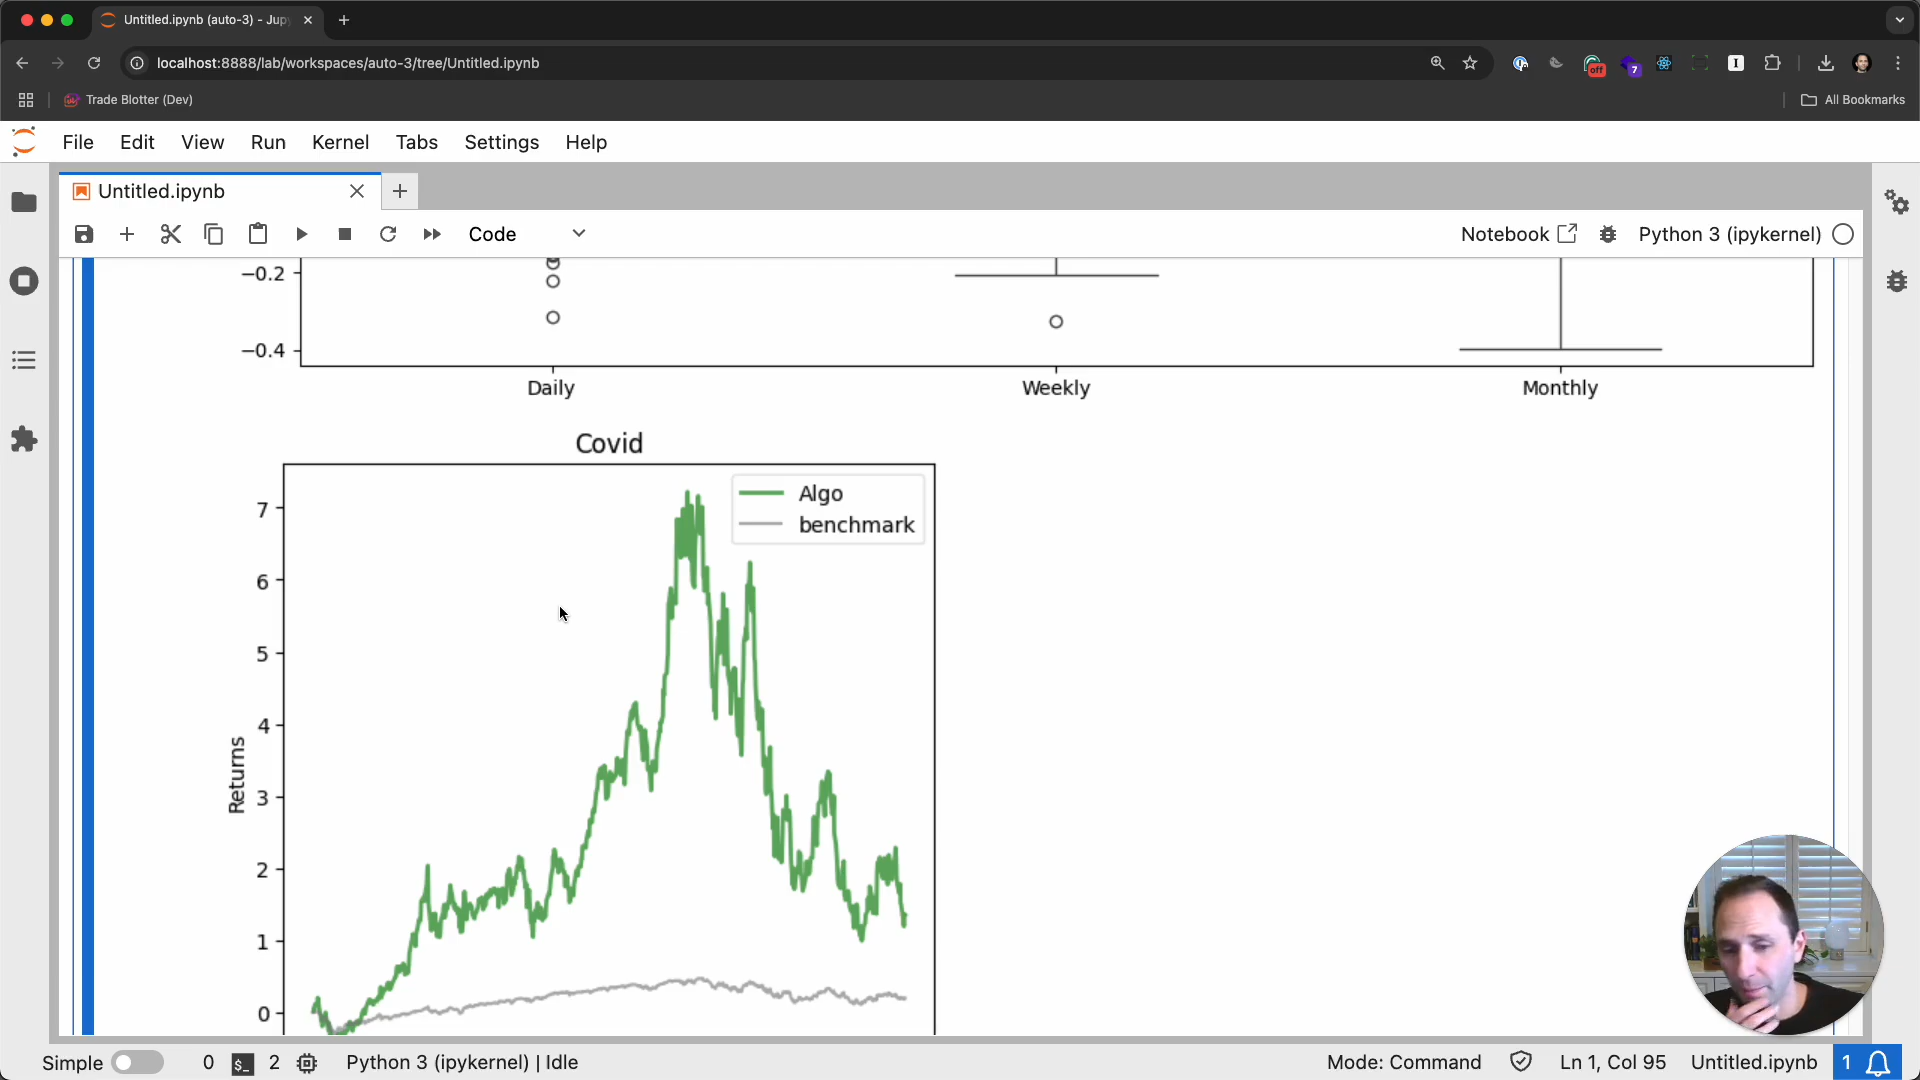 Untitled.ipynb (auto-3) - Jup
localhost:8888/lab/workspaces/auto-3/tree/Untitled.ipynb
off
7
Trade Blotter (Dev)
All Bookmarks
File Edit View Run Kernel Tabs Settings Help
Untitled.ipynb
Code
Notebook
Python 3 (ipykernel)
−0.2
−0.4
Daily Weekly Monthly
Covid
Algo
benchmark
7
6
5
4
3
2
1
0
Returns
Simple 0 2 Python 3 (ipykernel) | Idle
Mode: Command Ln 1, Col 95 Untitled.ipynb 1